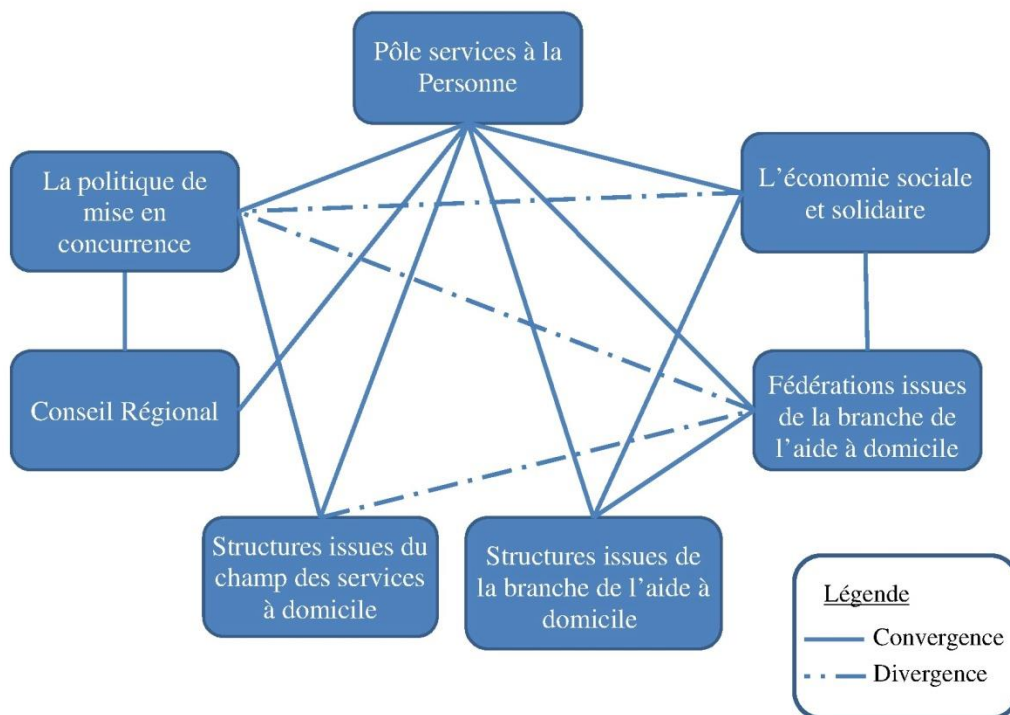 Pôle services à la
Personne
La politique de
mise en
concurrence
L'économie sociale
et solidaire
Conseil Régional
Fédérations issues
de la branche de
l'aide à domicile
Structures issues du
champ des services
à domicile
Structures issues de
la branche de l'aide à
domicile
Légende
Convergence
Divergence